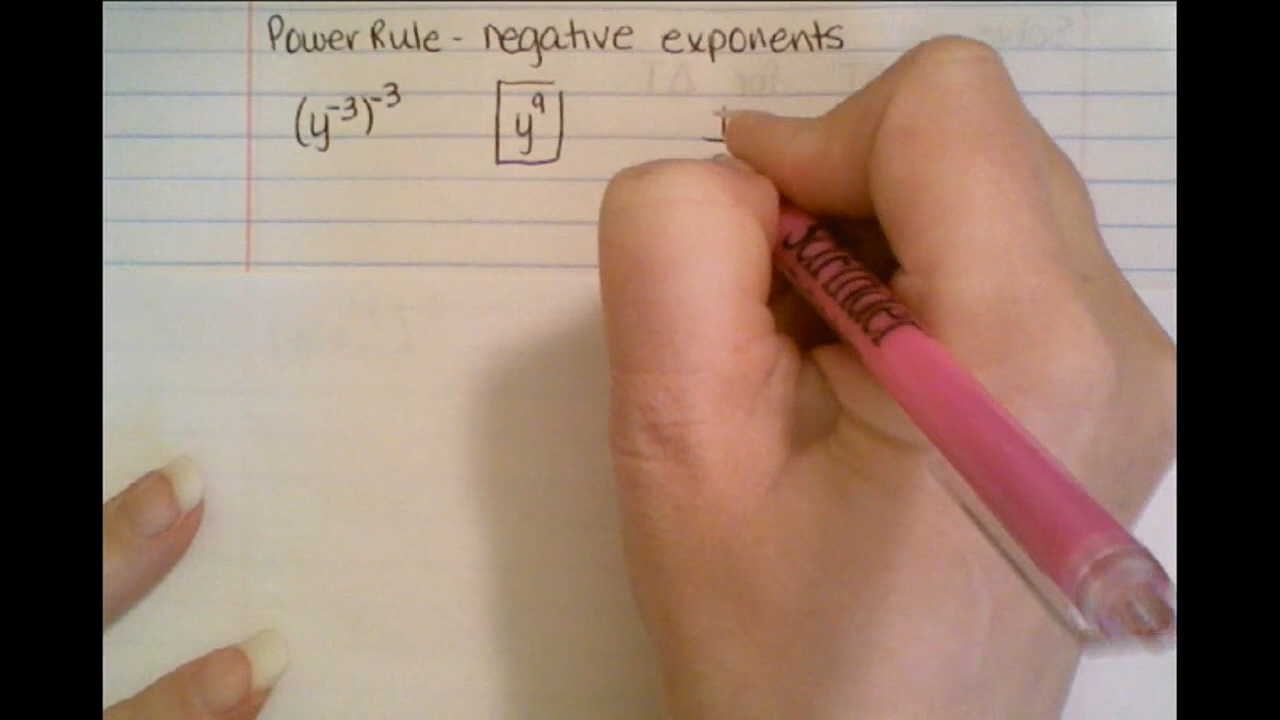 Power Rule - negative exponents
(y⁻³)⁻³ y⁹